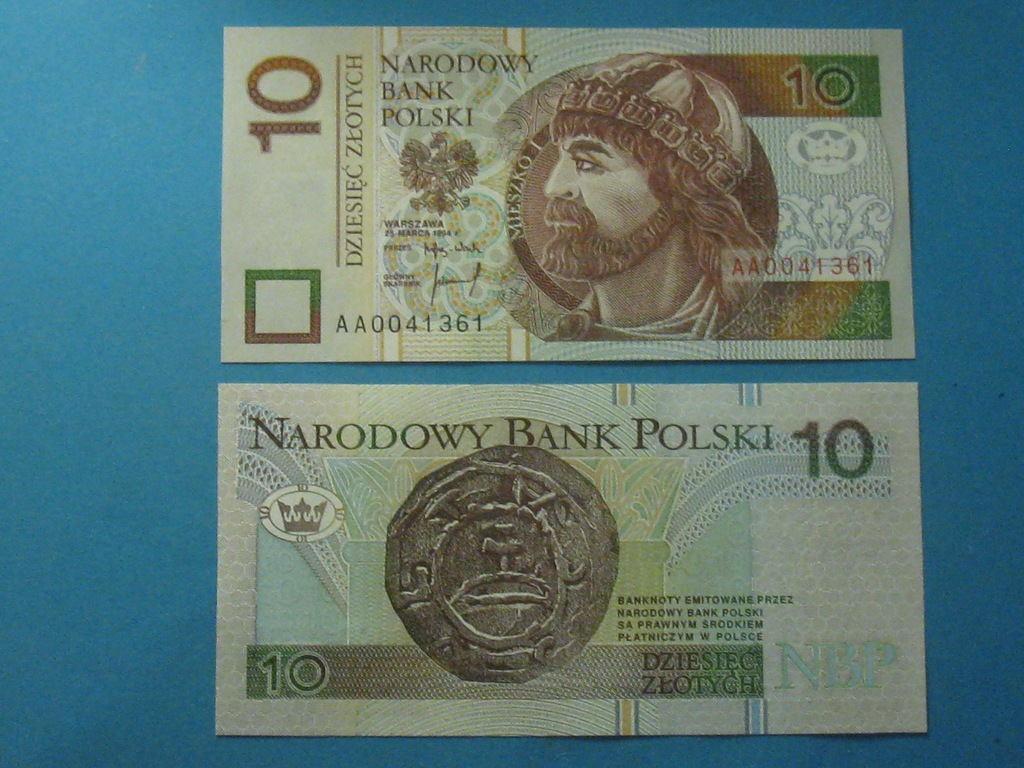 10
DZIESIĘĆ ZŁOTYCH
NARODOWY
BANK
POLSKI
WARSZAWA
25 MARCA 1994 r.
PREZES
GŁÓWNY
SKARBNIK
AA0041361
MIESZKO I
10
AA0041361
NARODOWY BANK POLSKI
10
BANKNOTY EMITOWANE PRZEZ
NARODOWY BANK POLSKI
SĄ PRAWNYM ŚRODKIEM
PŁATNICZYM W POLSCE
10
DZIESIĘĆ
ZŁOTYCH
NBP